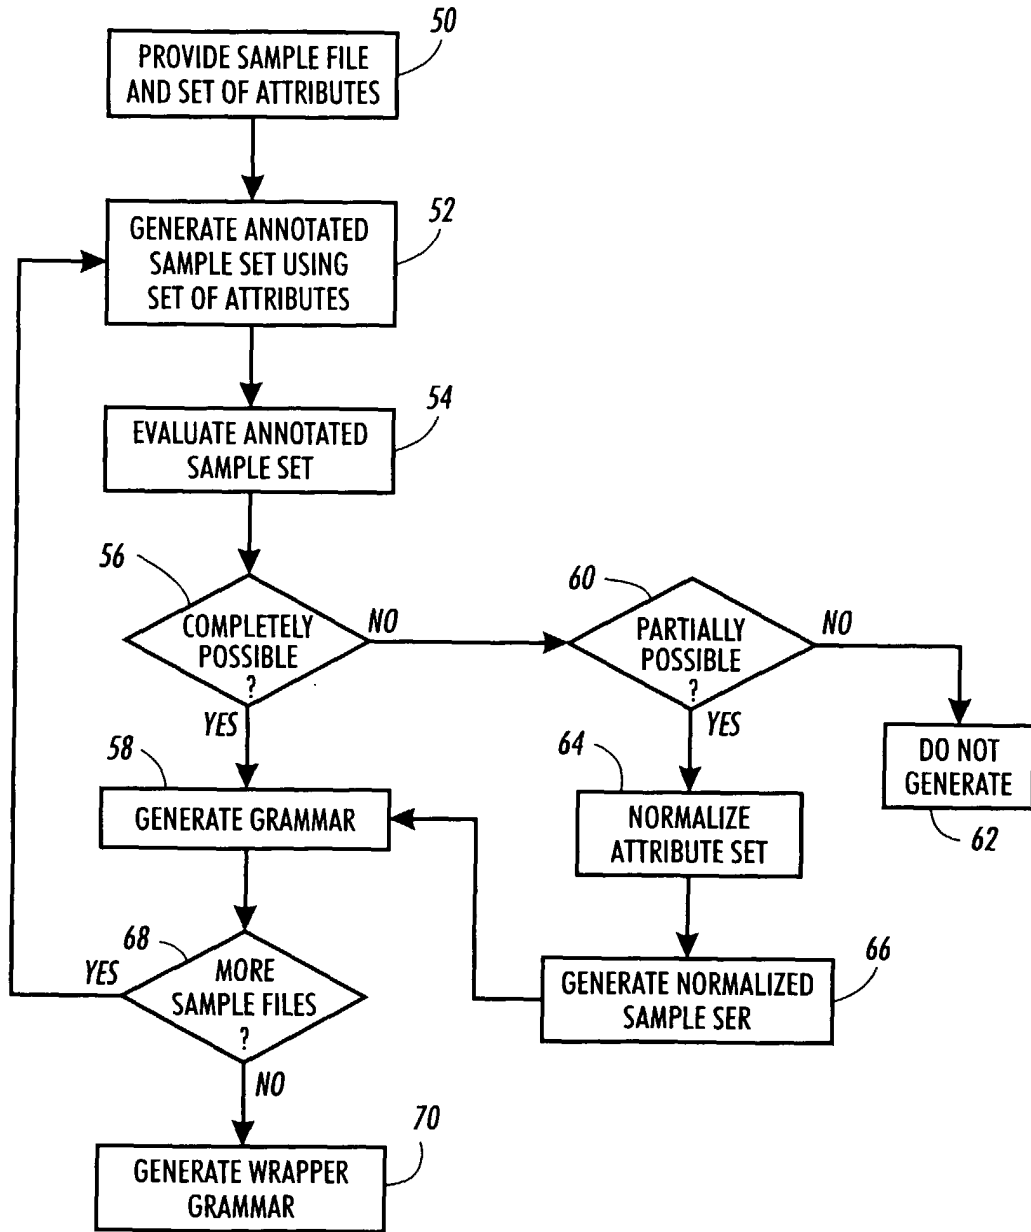 50
PROVIDE SAMPLE FILE
AND SET OF ATTRIBUTES
52
GENERATE ANNOTATED
SAMPLE SET USING
SET OF ATTRIBUTES
54
EVALUATE ANNOTATED
SAMPLE SET
56
COMPLETELY
POSSIBLE
?
NO
YES
60
PARTIALLY
POSSIBLE
?
NO
YES
DO NOT
GENERATE
62
58
GENERATE GRAMMAR
64
NORMALIZE
ATTRIBUTE SET
66
GENERATE NORMALIZED
SAMPLE SER
68
YES
MORE
SAMPLE FILES
?
NO
70
GENERATE WRAPPER
GRAMMAR